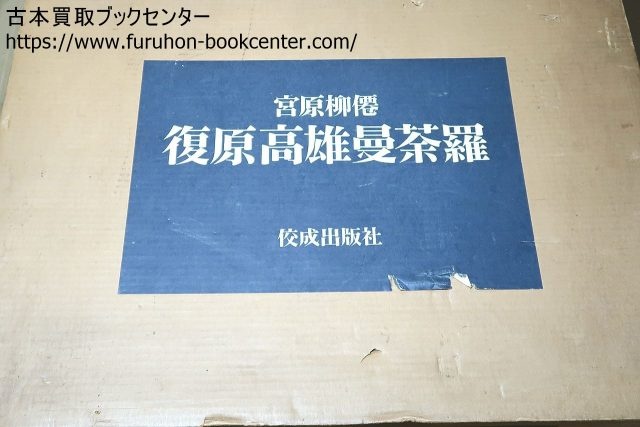 古本買取ブックセンター
https://www.furuhon-bookcenter.com/
宮原柳僊
復原高雄曼荼羅
佼成出版社